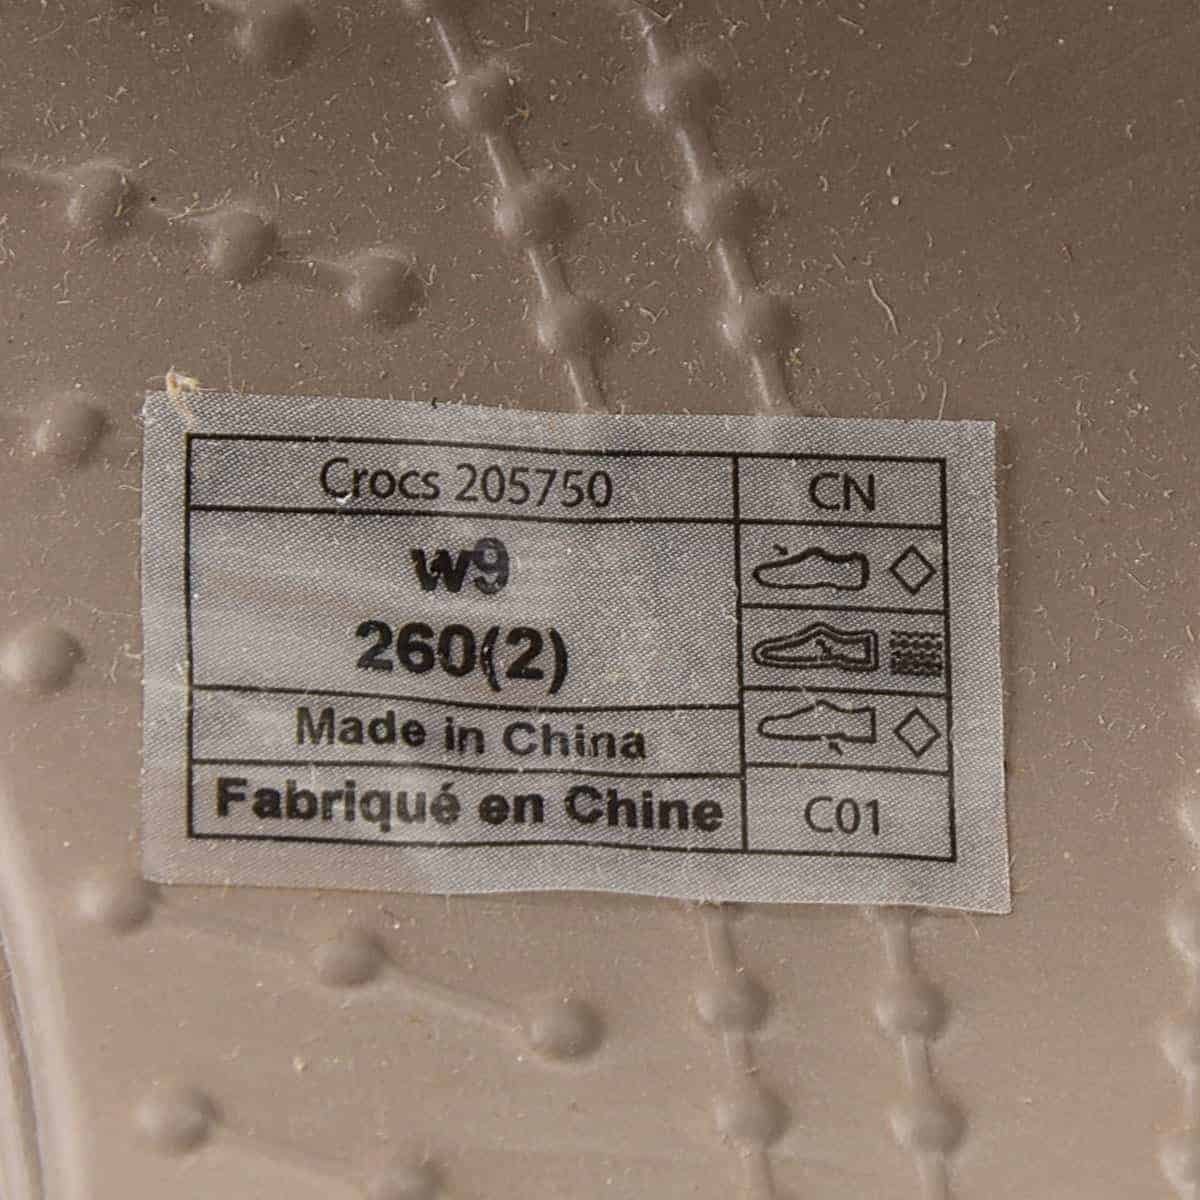 Crocs 205750
CN
w9
260(2)
Made in China
Fabriqué en Chine
C01